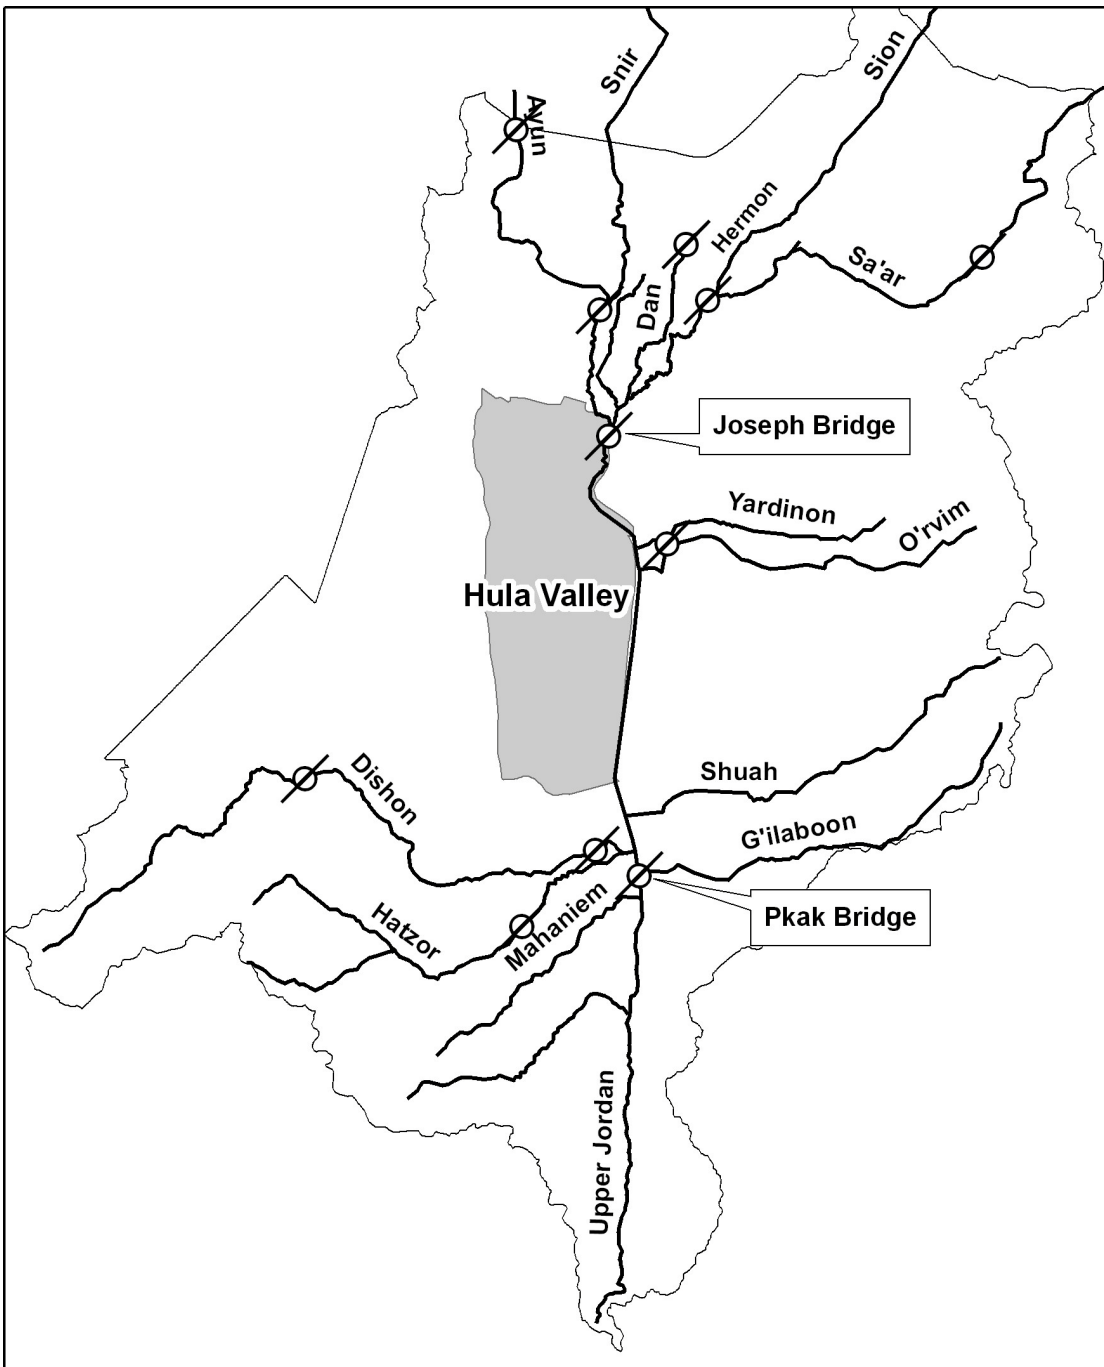 Snir
Sion
Ayun
Hermon
Sa'ar
Dan
Joseph Bridge
Yardinon
O'rvim
Hula Valley
Dishon
Shuah
G'ilaboon
Hatzor
Mahaniem
Pkak Bridge
Upper Jordan